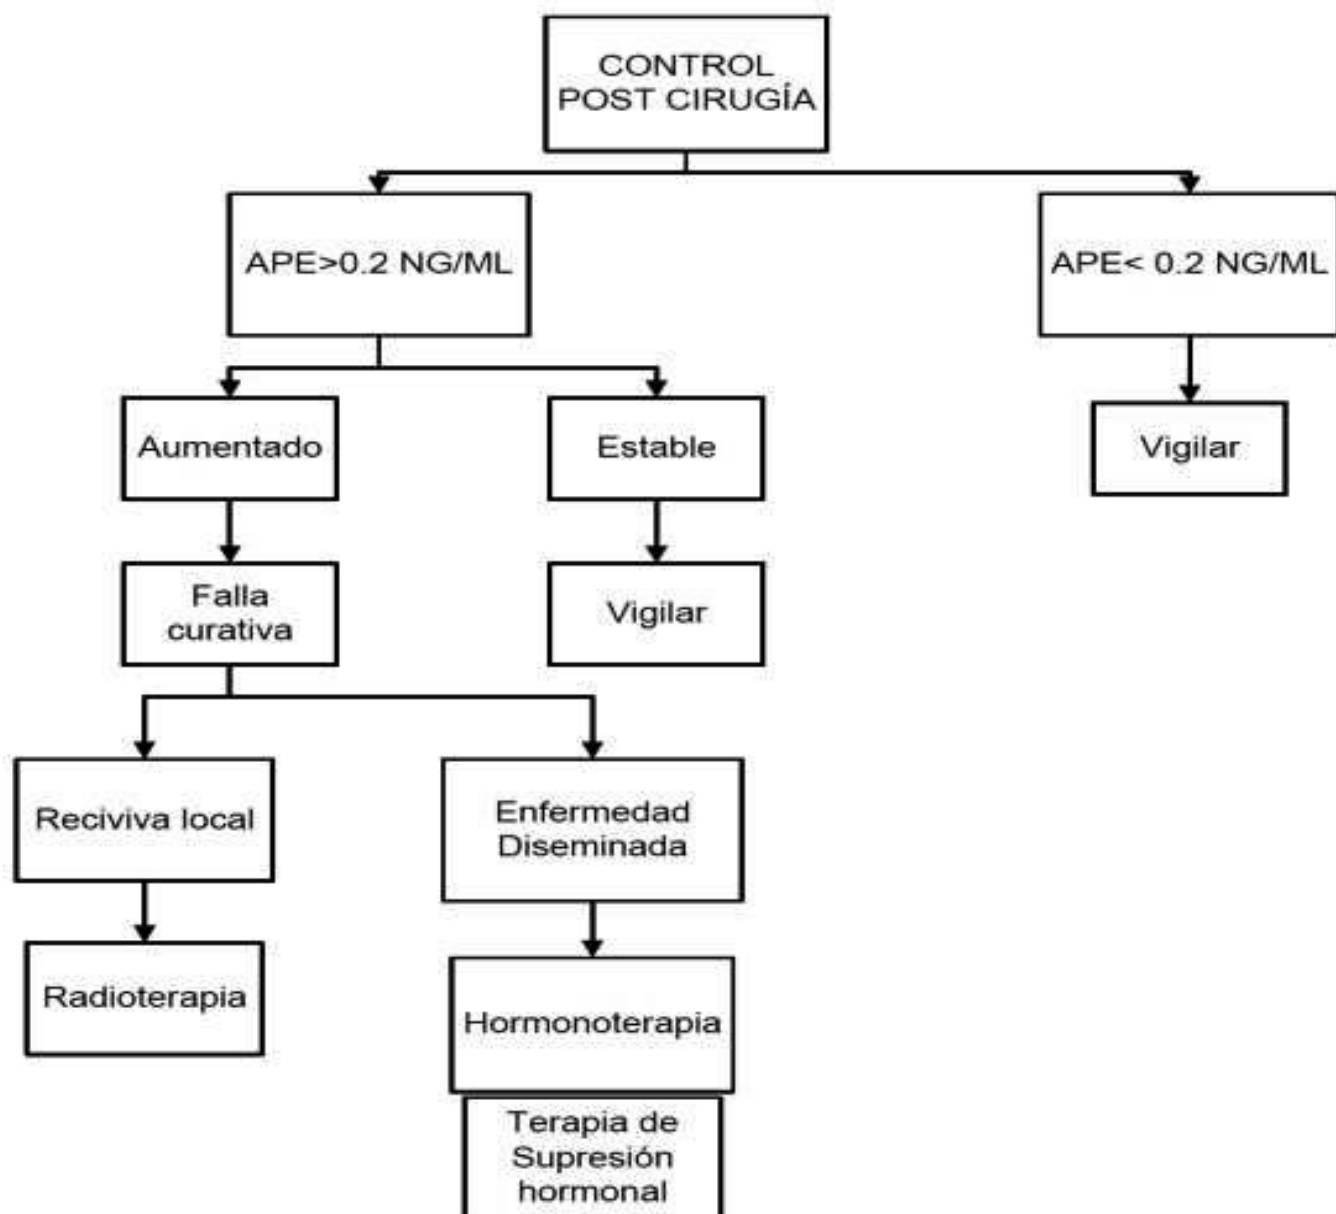 CONTROL
POST CIRUGÍA
APE>0.2 NG/ML
APE< 0.2 NG/ML
Aumentado
Estable
Vigilar
Falla
curativa
Vigilar
Reciviva local
Enfermedad
Diseminada
Radioterapia
Hormonoterapia
Terapia de
Supresión
hormonal